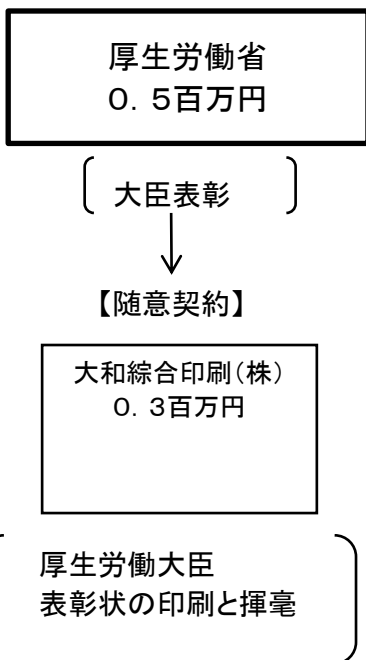 厚生労働省
０．５百万円
大臣表彰
【随意契約】
大和綜合印刷（株）
０．３百万円
厚生労働大臣
表彰状の印刷と揮毫